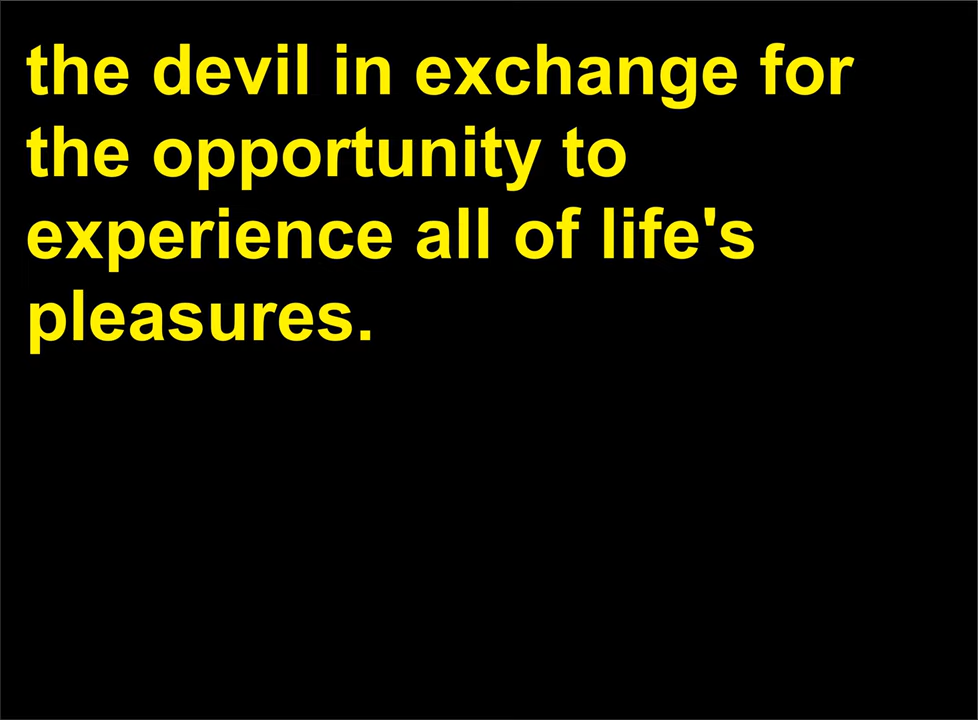 the devil in exchange for
the opportunity to
experience all of life's
pleasures.